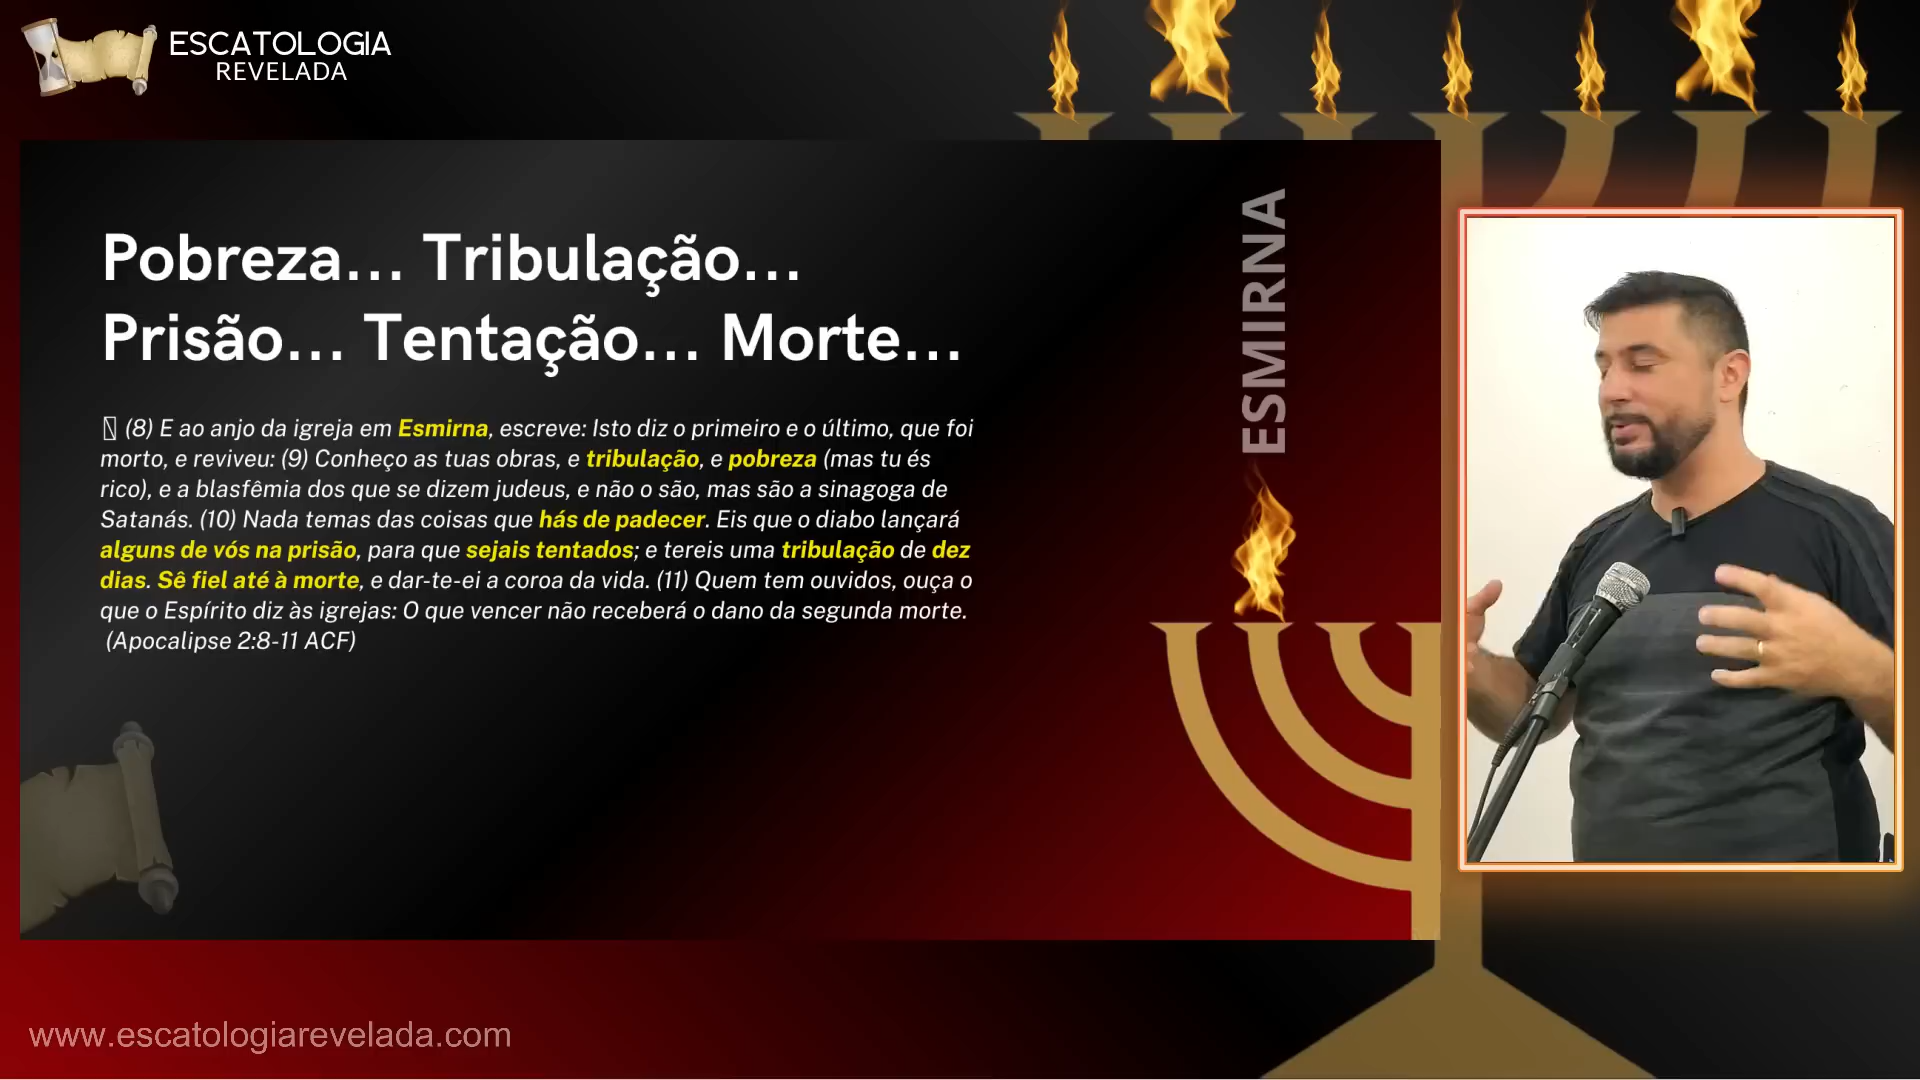 ESCATOLOGIA
REVELADA
Pobreza... Tribulação...
Prisão... Tentação... Morte...
(8) E ao anjo da igreja em Esmirna, escreve: Isto diz o primeiro e o último, que foi
morto, e reviveu: (9) Conheço as tuas obras, e tribulação, e pobreza (mas tu és
rico), e a blasfêmia dos que se dizem judeus, e não o são, mas são a sinagoga de
Satanás. (10) Nada temas das coisas que hás de padecer. Eis que o diabo lançará
alguns de vós na prisão, para que sejais tentados; e tereis uma tribulação de dez
dias. Sê fiel até à morte, e dar-te-ei a coroa da vida. (11) Quem tem ouvidos, ouça o
que o Espírito diz às igrejas: O que vencer não receberá o dano da segunda morte.
(Apocalipse 2:8-11 ACF)
ESMIRNA
www.escatologiarevelada.com